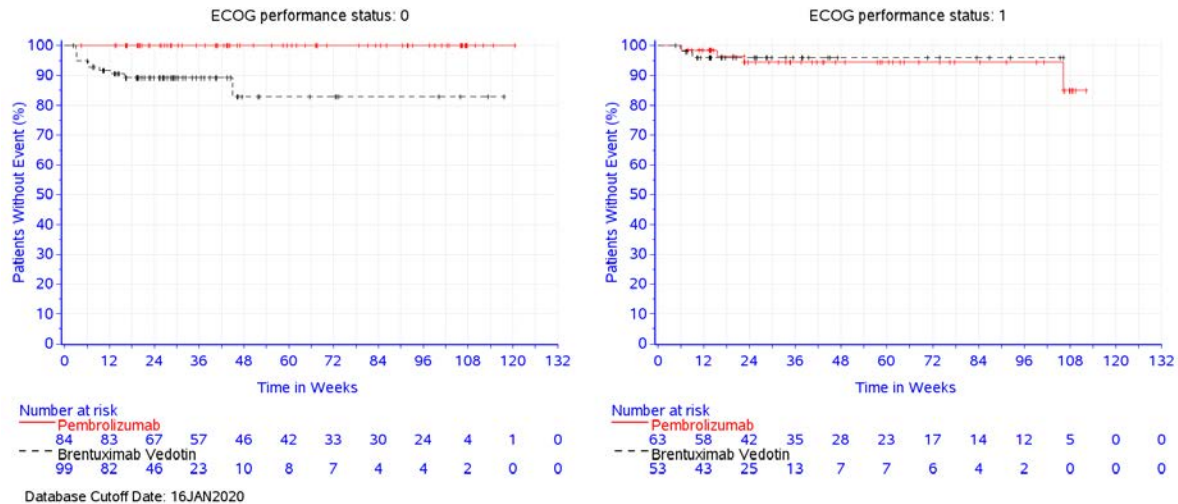 ECOG performance status: 0
Patients Without Event (%)
100
90
80
70
60
50
40
30
20
10
0
0 12 24 36 48 60 72 84 96 108 120 132
Time in Weeks
Number at risk
Pembrolizumab
84 83 67 57 46 42 33 30 24 4 1 0
Brentuximab Vedotin
99 82 46 23 10 8 7 4 4 2 0 0
ECOG performance status: 1
Patients Without Event (%)
100
90
80
70
60
50
40
30
20
10
0
0 12 24 36 48 60 72 84 96 108 120 132
Time in Weeks
Number at risk
Pembrolizumab
63 58 42 35 28 23 17 14 12 5 0 0
Brentuximab Vedotin
53 43 25 13 7 7 6 4 2 0 0 0
Database Cutoff Date: 16JAN2020